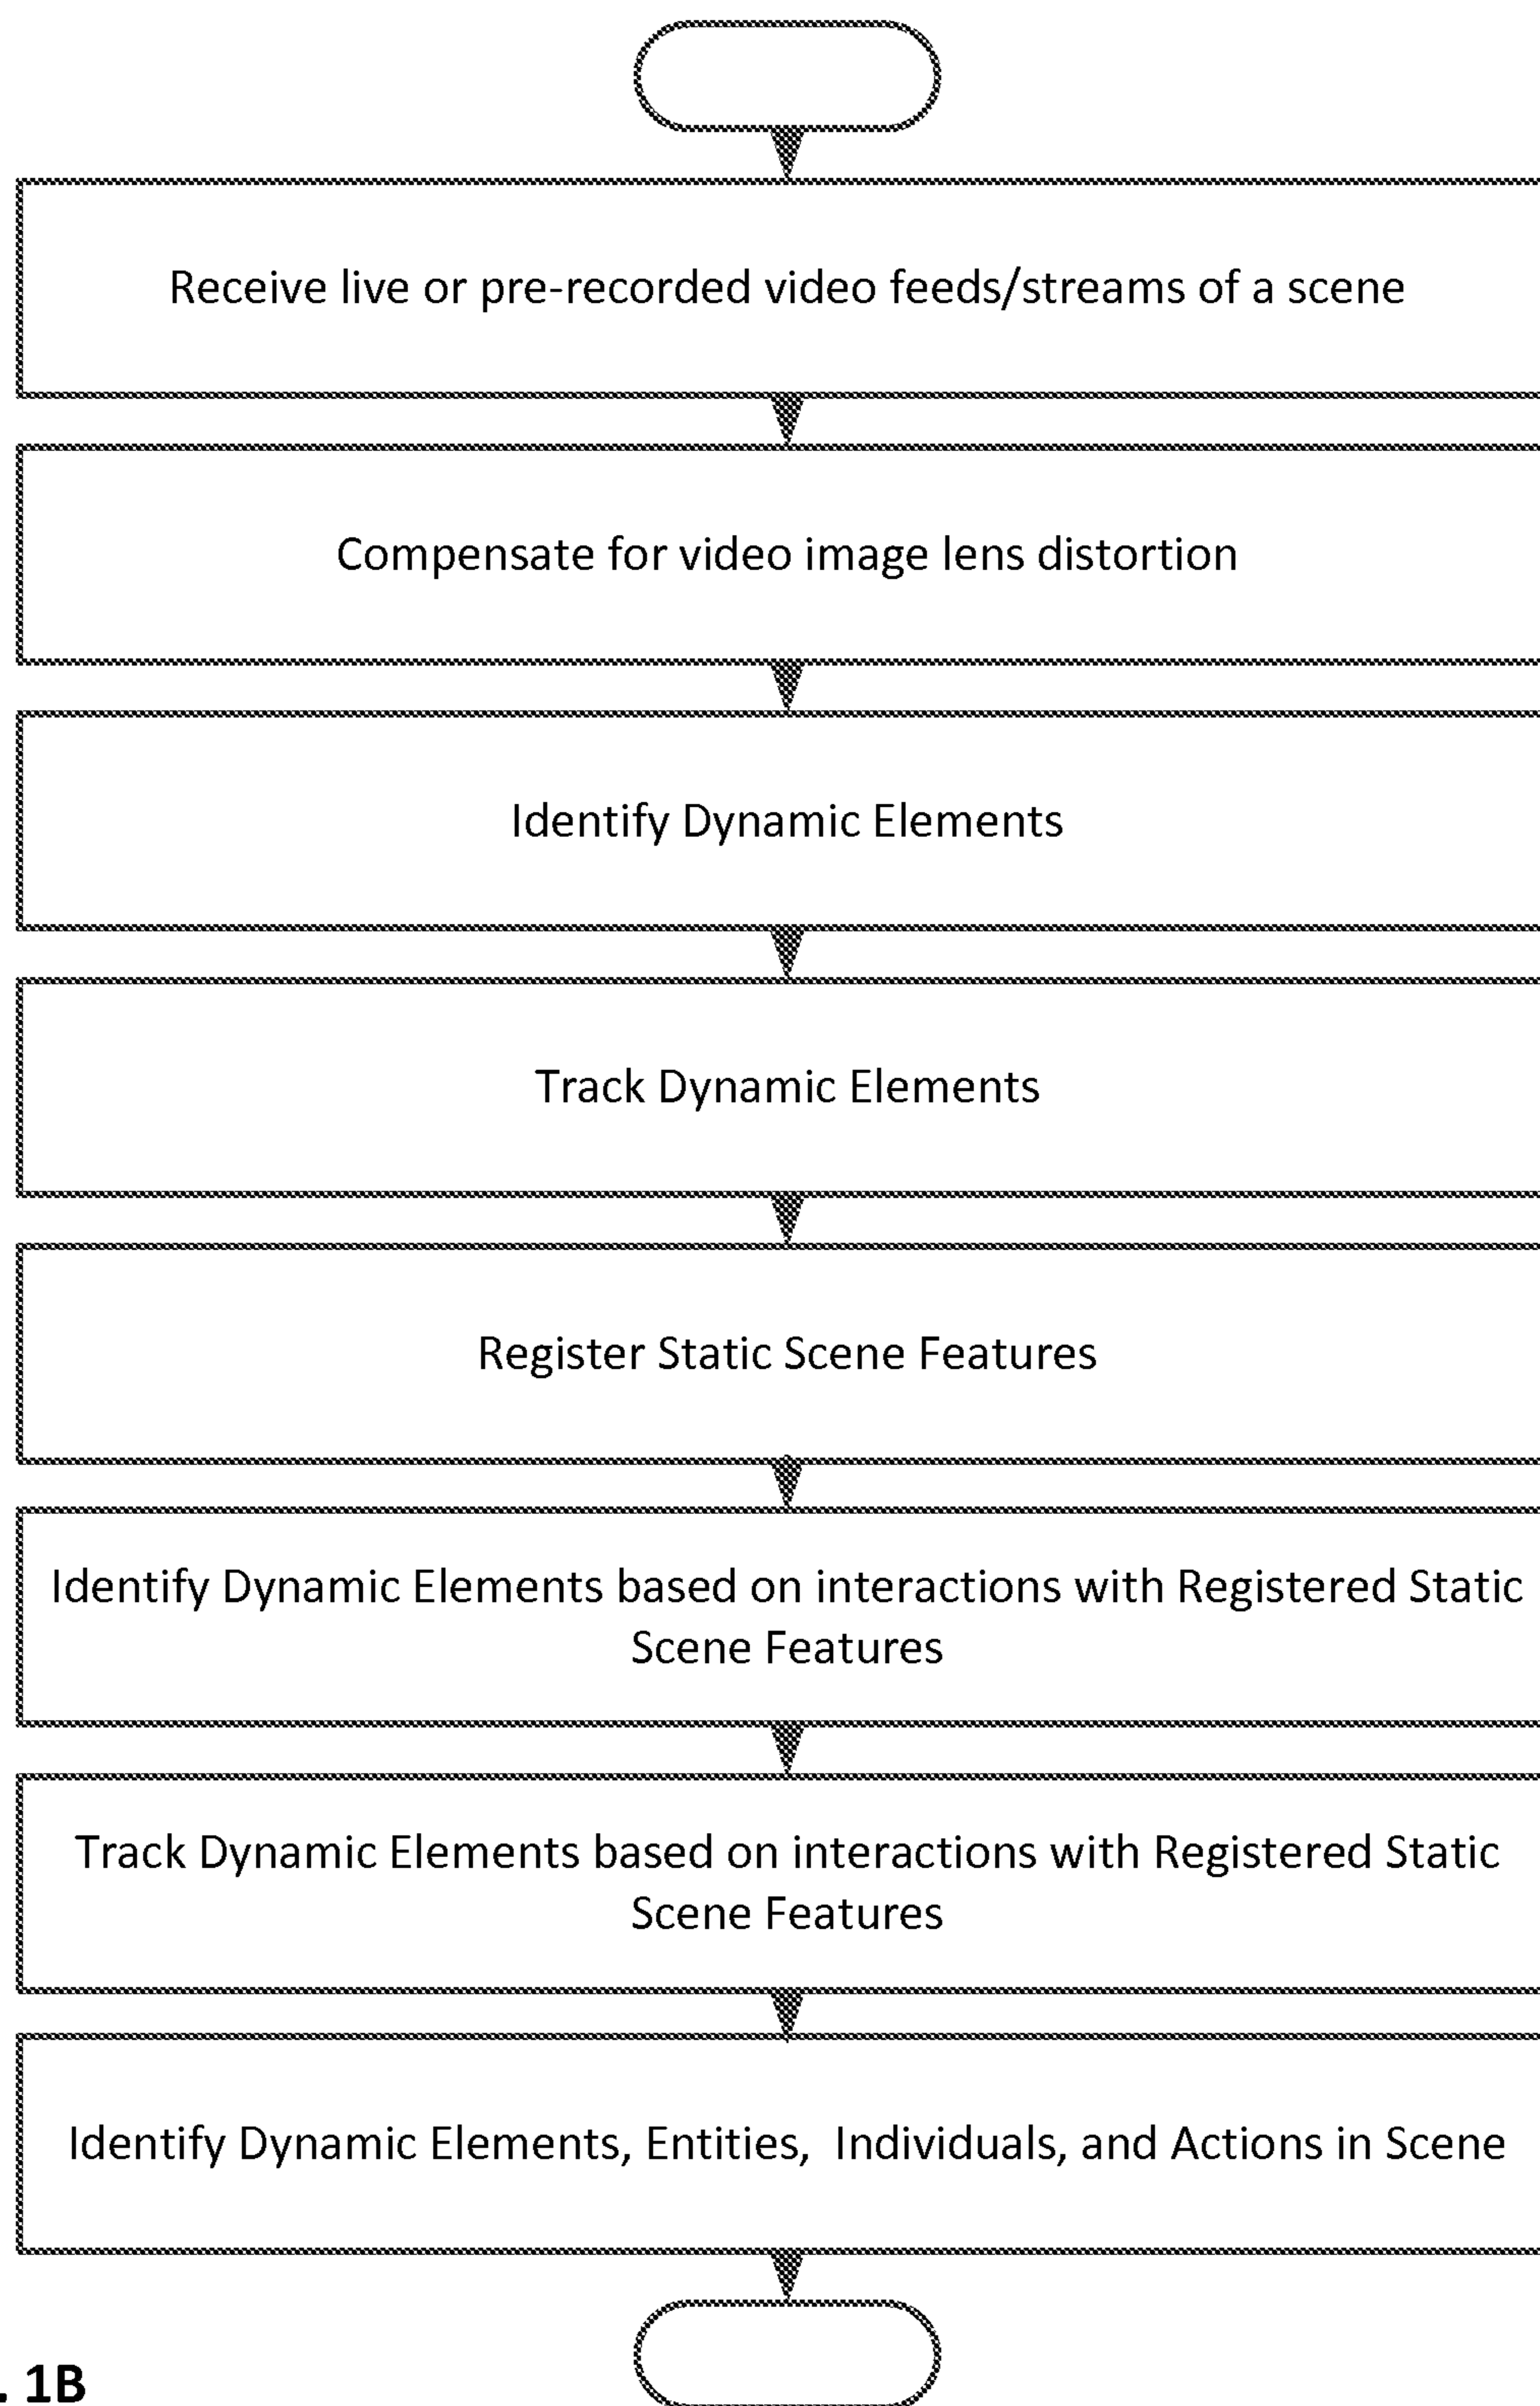 Receive live or pre-recorded video feeds/streams of a scene
Compensate for video image lens distortion
Identify Dynamic Elements
Track Dynamic Elements
Register Static Scene Features
Identify Dynamic Elements based on interactions with Registered Static
Scene Features
Track Dynamic Elements based on interactions with Registered Static
Scene Features
Identify Dynamic Elements, Entities,  Individuals, and Actions in Scene
. 1B